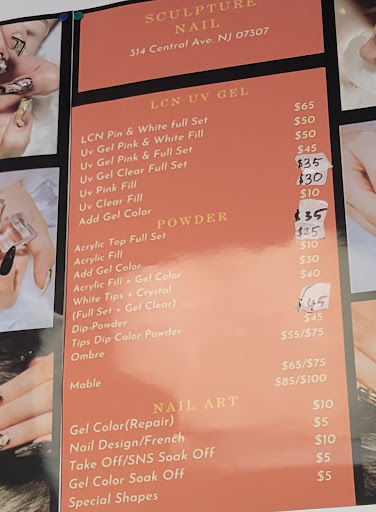 SCULPTURE
NAIL
314 Central Ave. NJ 07307
LCN UV GEL
LCN Pin & White full Set $65
Uv Gel Pink & White Fill $50
Uv Gel Pink & Full Set $50
Uv Gel Clear Full Set $45
Uv Pink Fill $35
Uv Clear Fill $30
Add Gel Color $10
POWDER
Acrylic Top Full Set $35
Acrylic Fill $25
Add Gel Color $10
Acrylic Fill + Gel Color $30
White Tips + Crystal $40
(Full Set + Gel Clear)
Dip-Powder $45
Tips Dip Color Powder $45
Ombre $55/$75
Mable $65/$75
$85/$100
NAIL ART
Gel Color(Repair) $10
Nail Design/French $5
Take Off/SNS Soak Off $10
Gel Color Soak Off $5
Special Shapes $5